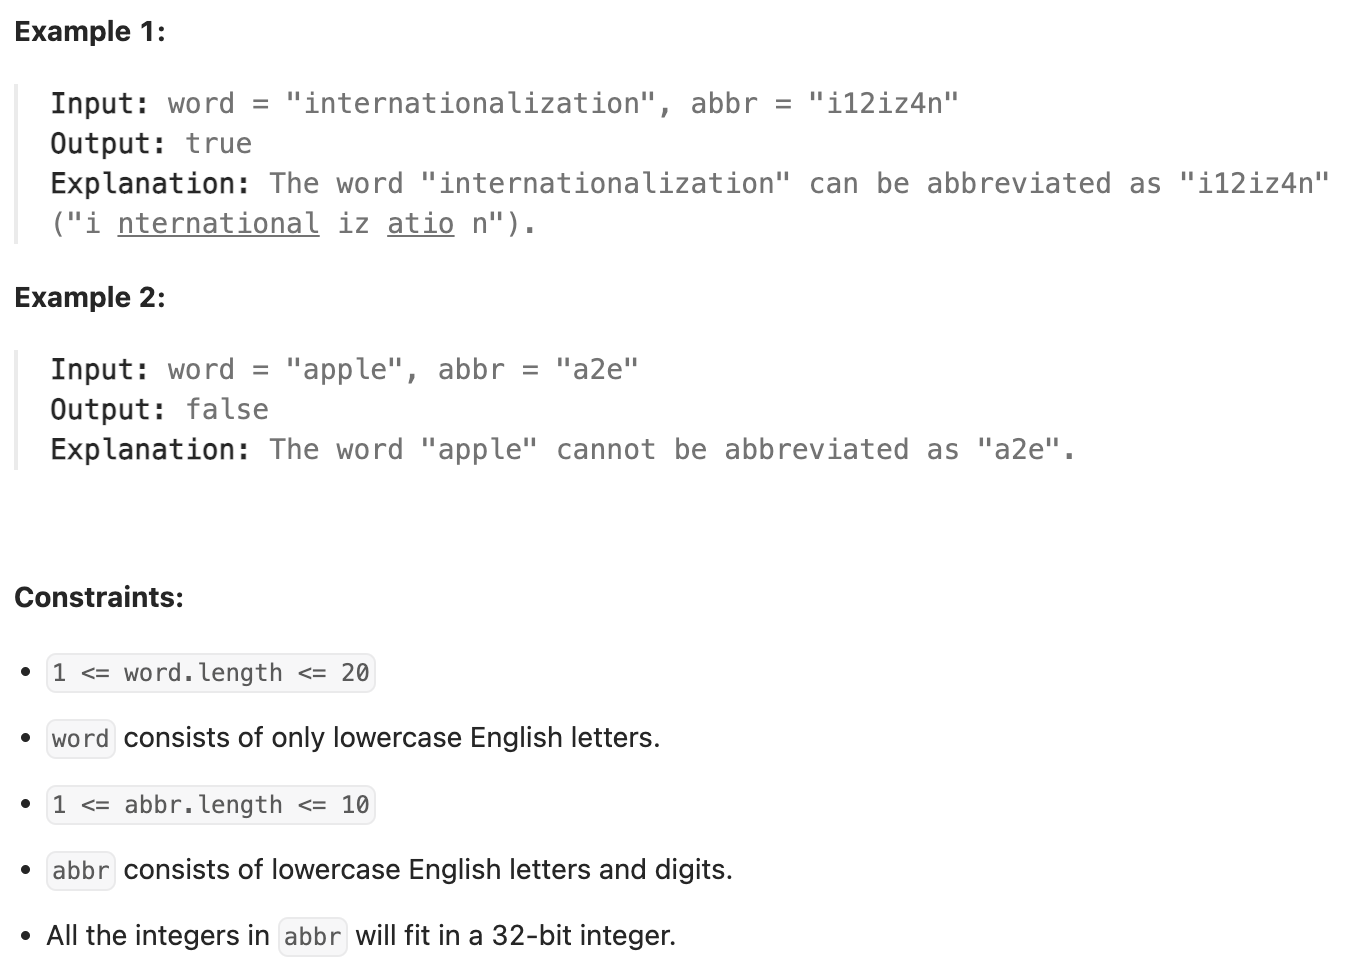 Example 1:
Input: word = "internationalization", abbr = "i12iz4n"
Output: true
Explanation: The word "internationalization" can be abbreviated as "i12iz4n"
("i nternational iz atio n").
Example 2:
Input: word = "apple", abbr = "a2e"
Output: false
Explanation: The word "apple" cannot be abbreviated as "a2e".
Constraints:
• 1 <= word.length <= 20
• word consists of only lowercase English letters.
• 1 <= abbr.length <= 10
• abbr consists of lowercase English letters and digits.
• All the integers in abbr will fit in a 32-bit integer.